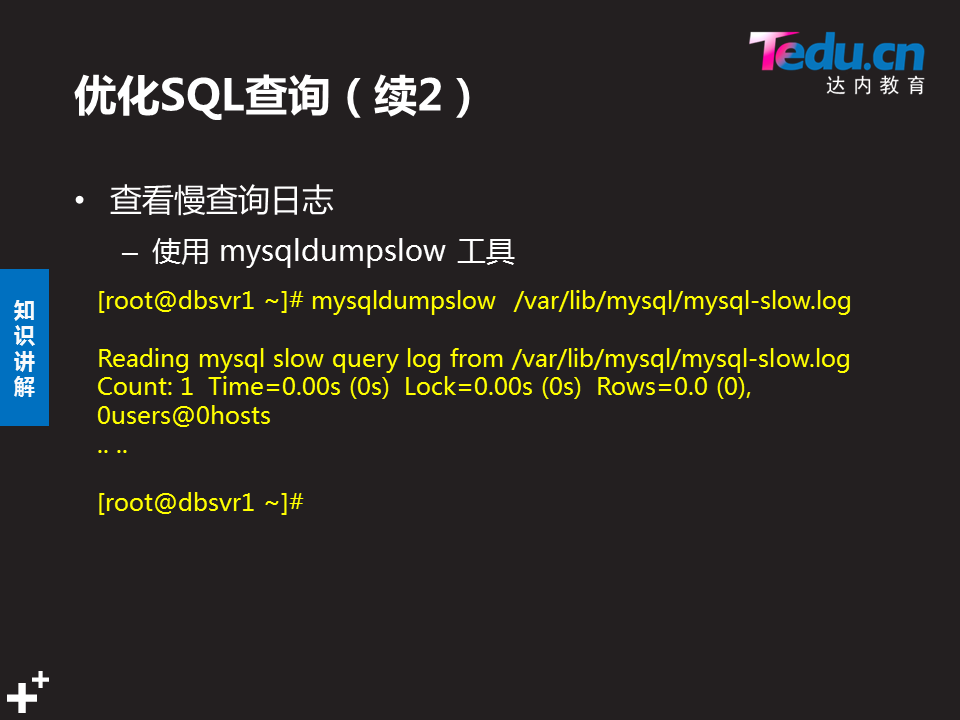 Tedu.cn
达内教育
优化SQL查询（续2）
• 查看慢查询日志
– 使用 mysqldumpslow 工具
知
识
讲
解
[root@dbsvr1 ~]# mysqldumpslow  /var/lib/mysql/mysql-slow.log
Reading mysql slow query log from /var/lib/mysql/mysql-slow.log
Count: 1  Time=0.00s (0s)  Lock=0.00s (0s)  Rows=0.0 (0),
0users@0hosts
.. ..
[root@dbsvr1 ~]#